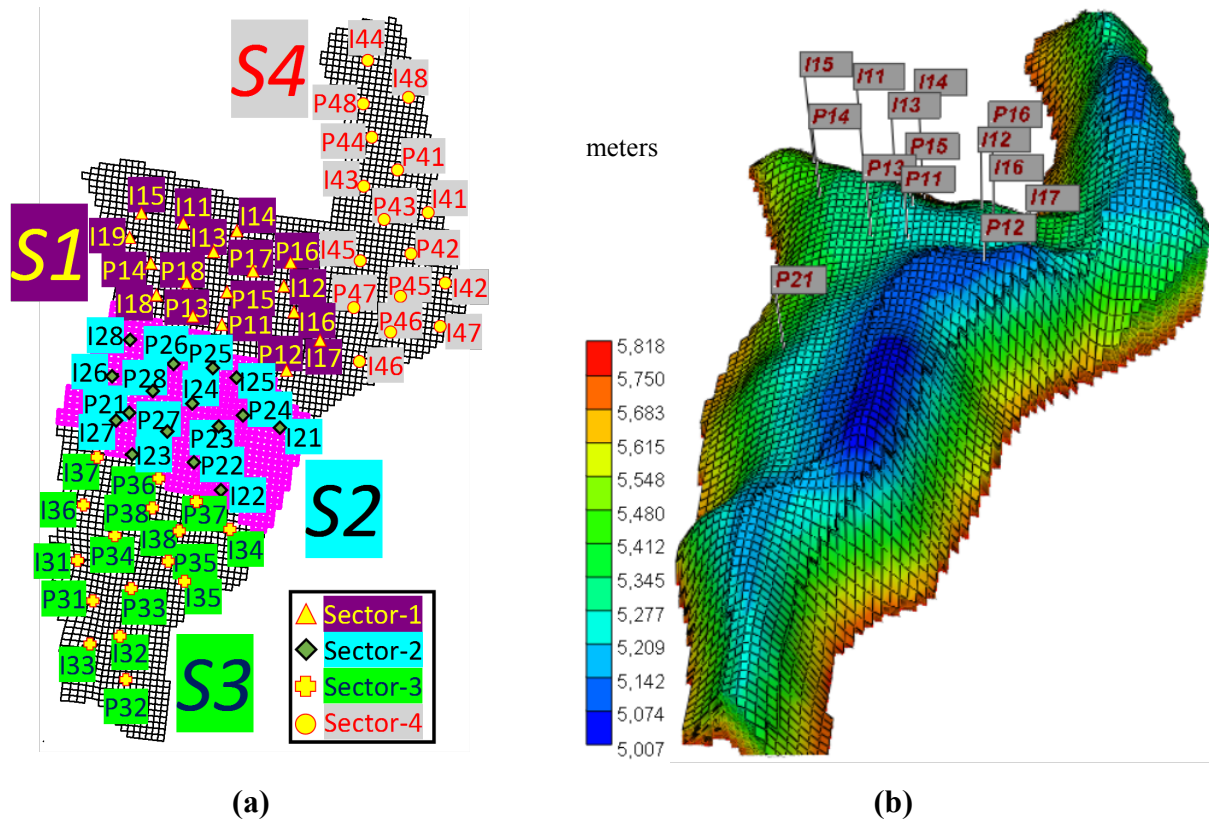 I44
S4
I48
P48
P44
P41
I43
I41
P43
I15
I11
I14
I19
I13
P17
P16
I45
P42
S1
P14
P18
I12
P47
P45
I42
I18
P13
P15
P11
I16
P46
I47
I28
P26
P25
P12
I17
I46
I26
P28
I24
I25
P21
P24
I27
P27
P23
I21
I23
P22
I37
P36
I22
S2
I36
P38
P37
I38
I34
P34
I31
P35
P31
P33
I35
I32
I33
S3
P32
Sector-1
Sector-2
Sector-3
Sector-4
(a)
I15
I11
I14
P14
I13
P16
I12
P15
P13
I16
P11
I17
P12
P21
meters
5,818
5,750
5,683
5,615
5,548
5,480
5,412
5,345
5,277
5,209
5,142
5,074
5,007
(b)